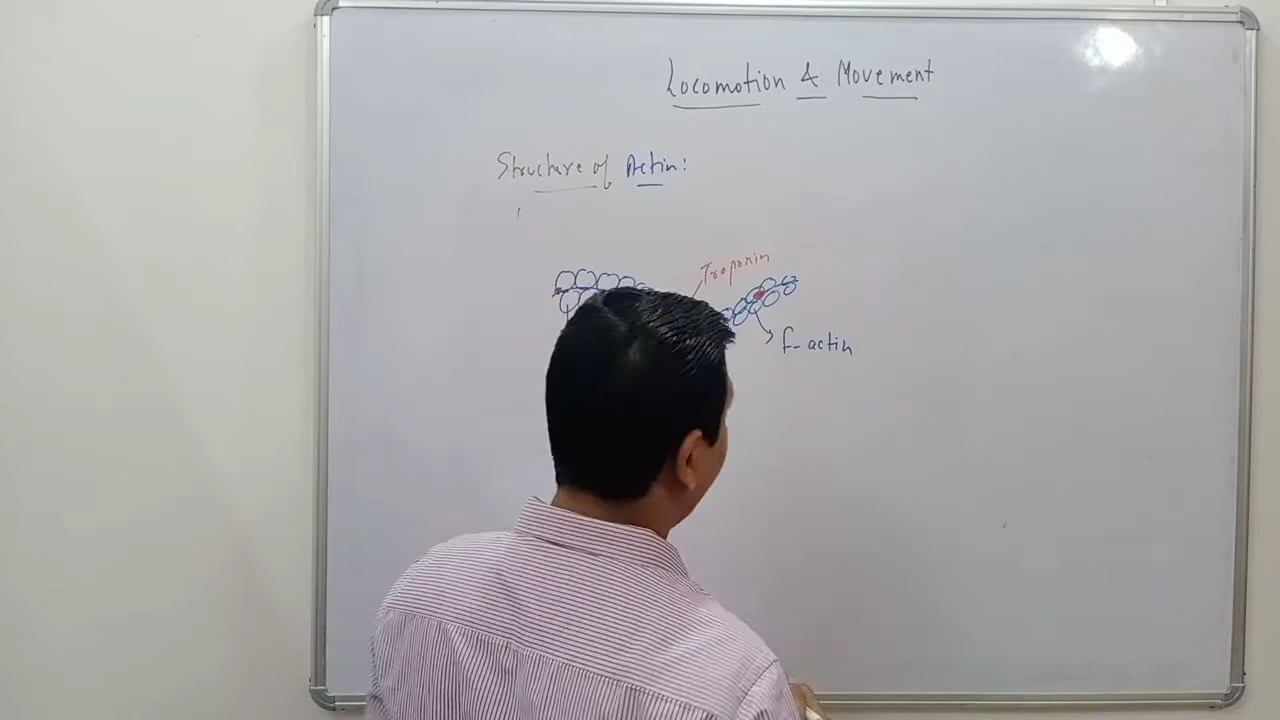 Locomotion & Movement
Structure of Actin:
Troponin
f-actin